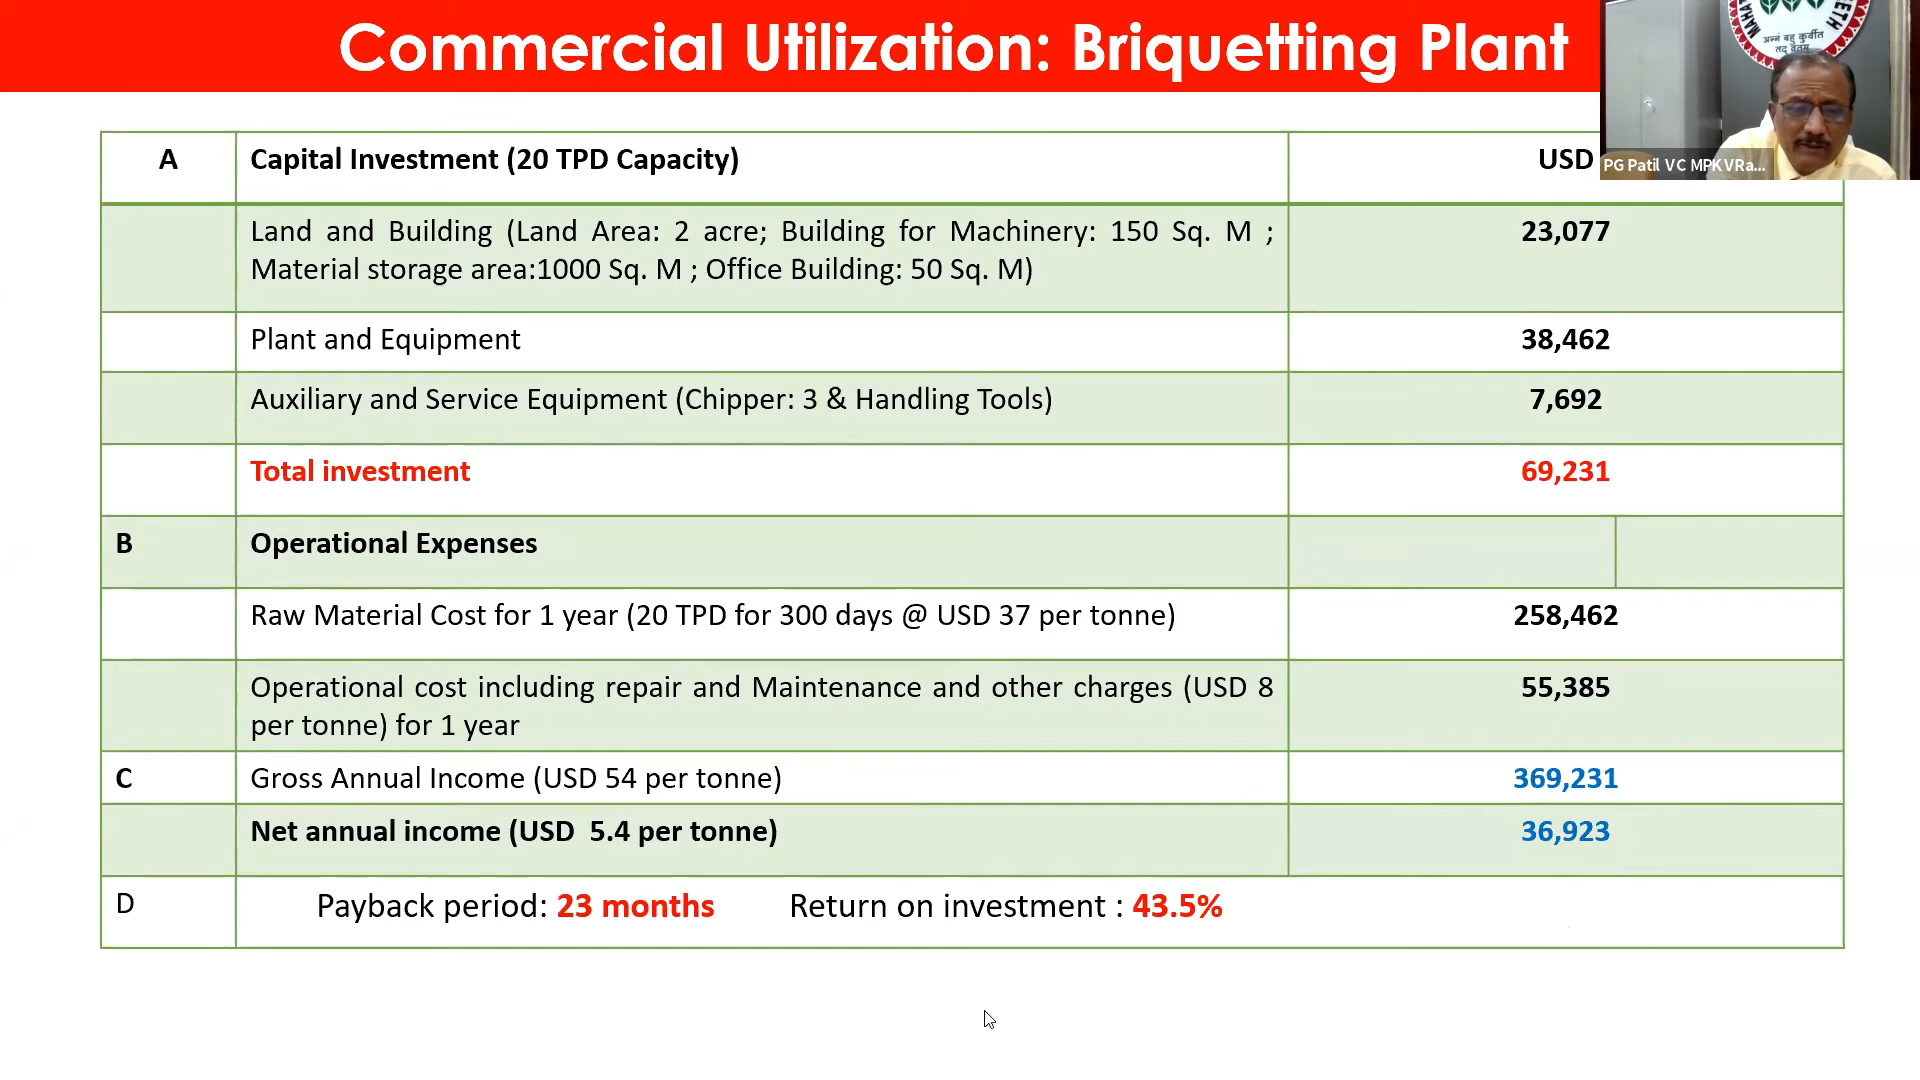 Commercial Utilization: Briquetting Plant
MAHAT
EETH
अन्नं बहु कुर्वीत
तद् व्रतम्
PG Patil VC MPKVRa...
A Capital Investment (20 TPD Capacity) USD
Land and Building (Land Area: 2 acre; Building for Machinery: 150 Sq. M ;
Material storage area:1000 Sq. M ; Office Building: 50 Sq. M)
23,077
Plant and Equipment 38,462
Auxiliary and Service Equipment (Chipper: 3 & Handling Tools) 7,692
Total investment 69,231
B Operational Expenses
Raw Material Cost for 1 year (20 TPD for 300 days @ USD 37 per tonne) 258,462
Operational cost including repair and Maintenance and other charges (USD 8
per tonne) for 1 year
55,385
C Gross Annual Income (USD 54 per tonne) 369,231
Net annual income (USD 5.4 per tonne) 36,923
D Payback period: 23 months Return on investment : 43.5%